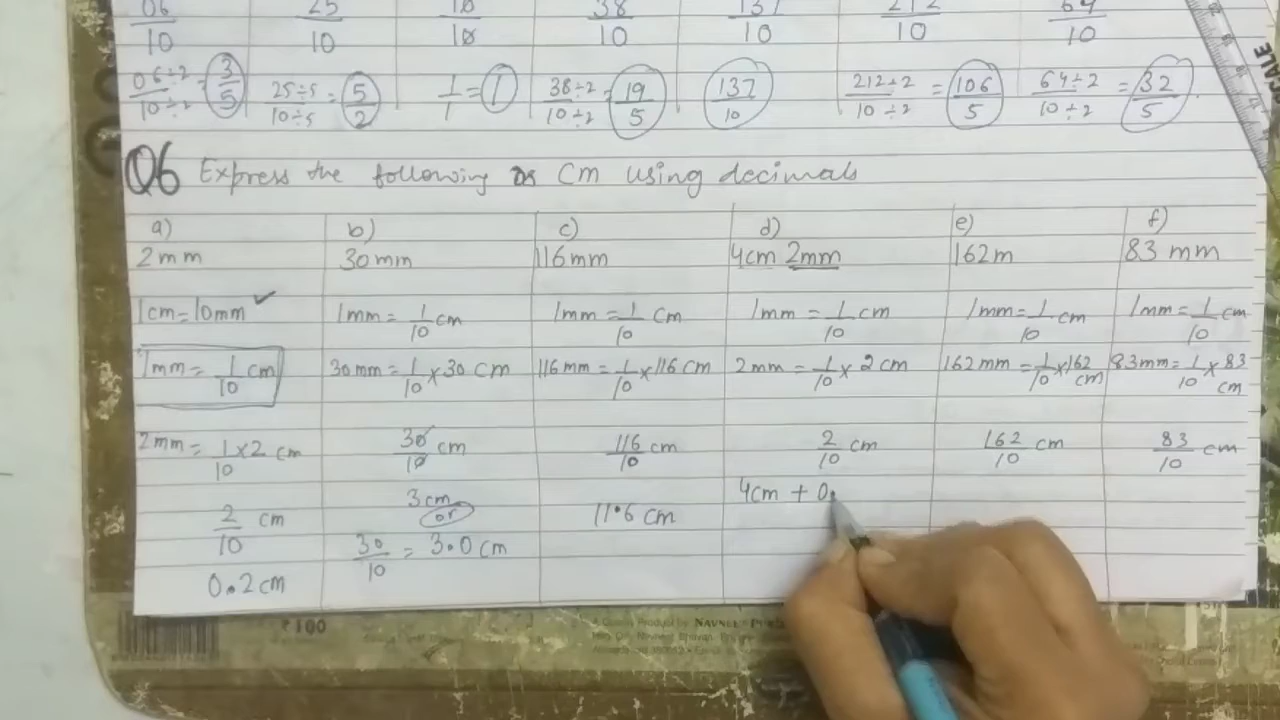 06 25 10 38 137 212 64
10 10 10 10 10 10 10
06÷2 = 3 25÷5 = 5 1 = 1 38÷2 = 19 137 212÷2 = 106 64÷2 = 32
10÷2 5 10÷5 2 1 10÷2 5 10 10÷2 5 10÷2 5
Q6 Express the following as cm using decimals
a) b) c) d) e) f)
2mm 30mm 116mm 4cm 2mm 162m 83 mm
1cm=10mm ✓ 1mm = 1/10 cm 1mm = 1/10 cm 1mm = 1/10 cm 1mm = 1/10 cm 1mm = 1/10 cm
1mm = 1/10 cm 30mm = 1/10 × 30 cm 116mm = 1/10 × 116 cm 2mm = 1/10 × 2 cm 162mm = 1/10 × 162 cm 83mm = 1/10 × 83 cm
2mm = 1/10 × 2 cm 30/10 cm 116/10 cm 2/10 cm 162/10 cm 83/10 cm
2/10 cm 3cm 11.6 cm 4cm + 0.
or
0.2cm 30/10 = 3.0 cm
₹100